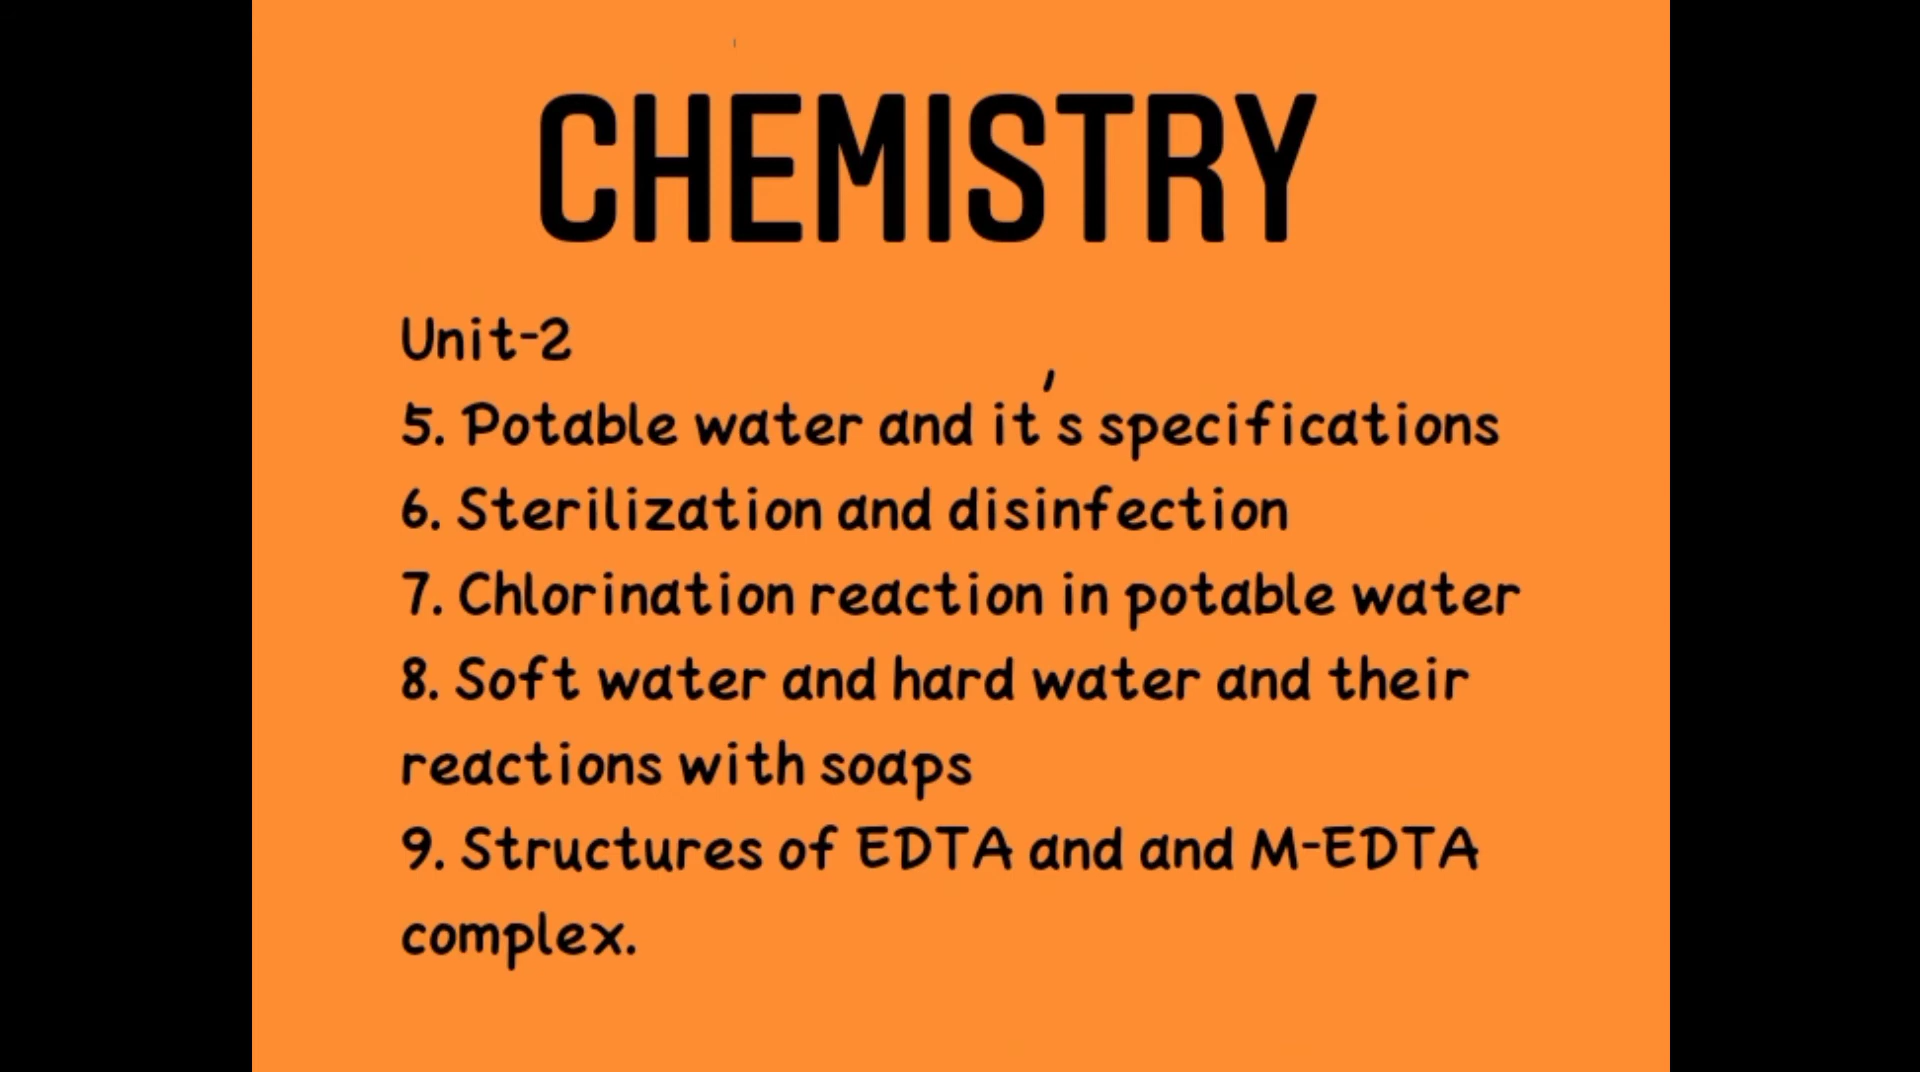 CHEMISTRY
Unit-2
5. Potable water and it's specifications
6. Sterilization and disinfection
7. Chlorination reaction in potable water
8. Soft water and hard water and their
reactions with soaps
9. Structures of EDTA and and M-EDTA
complex.